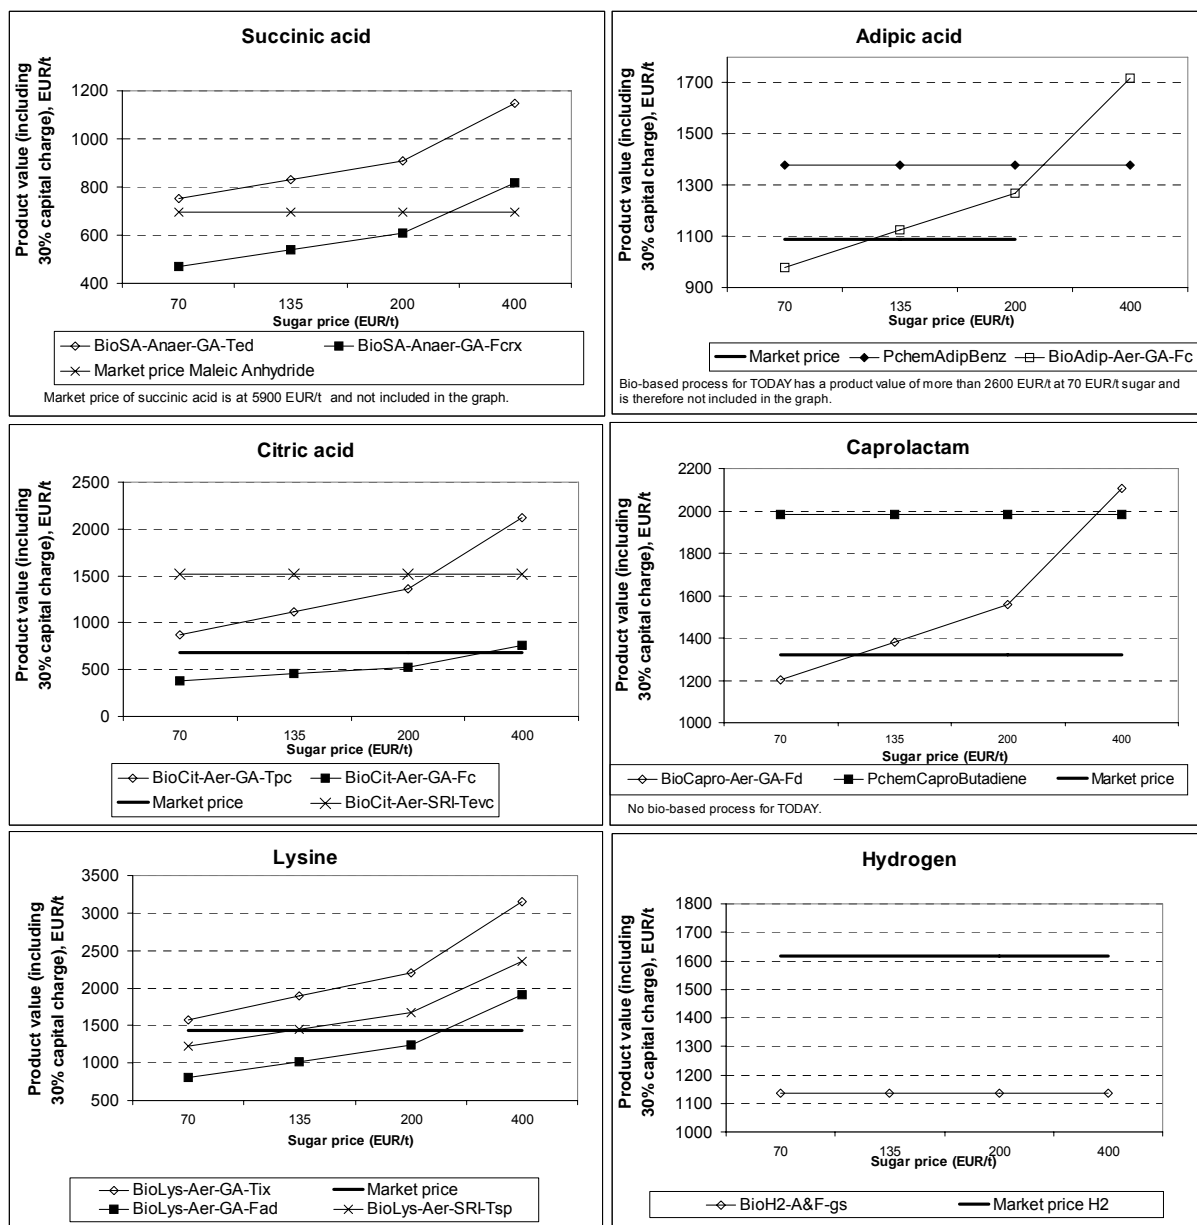 Succinic acid
Product value (including
30% capital charge), EUR/t
1200
1000
800
600
400
70 135 200 400
Sugar price (EUR/t)
BioSA-Anaer-GA-Ted BioSA-Anaer-GA-Fcrx
Market price Maleic Anhydride
Market price of succinic acid is at 5900 EUR/t and not included in the graph.
Adipic acid
Product value (including
30% capital charge), EUR/t
1700
1500
1300
1100
900
70 135 200 400
Sugar price (EUR/t)
Market price PchemAdipBenz BioAdip-Aer-GA-Fc
Bio-based process for TODAY has a product value of more than 2600 EUR/t at 70 EUR/t sugar and
is therefore not included in the graph.
Citric acid
Product value (including
30% capital charge), EUR/t
2500
2000
1500
1000
500
0
70 135 200 400
Sugar price (EUR/t)
BioCit-Aer-GA-Tpc BioCit-Aer-GA-Fc
Market price BioCit-Aer-SRI-Tevc
Caprolactam
Product value (including
30% capital charge), EUR/t
2200
2000
1800
1600
1400
1200
1000
70 135 200 400
Sugar price (EUR/t)
BioCapro-Aer-GA-Fd PchemCaproButadiene Market price
No bio-based process for TODAY.
Lysine
Product value (including
30% capital charge), EUR/t
3500
3000
2500
2000
1500
1000
500
70 135 200 400
Sugar price (EUR/t)
BioLys-Aer-GA-Tix Market price
BioLys-Aer-GA-Fad BioLys-Aer-SRI-Tsp
Hydrogen
Product value (including
30% capital charge), EUR/t
1800
1700
1600
1500
1400
1300
1200
1100
1000
70 135 200 400
Sugar price (EUR/t)
BioH2-A&F-gs Market price H2